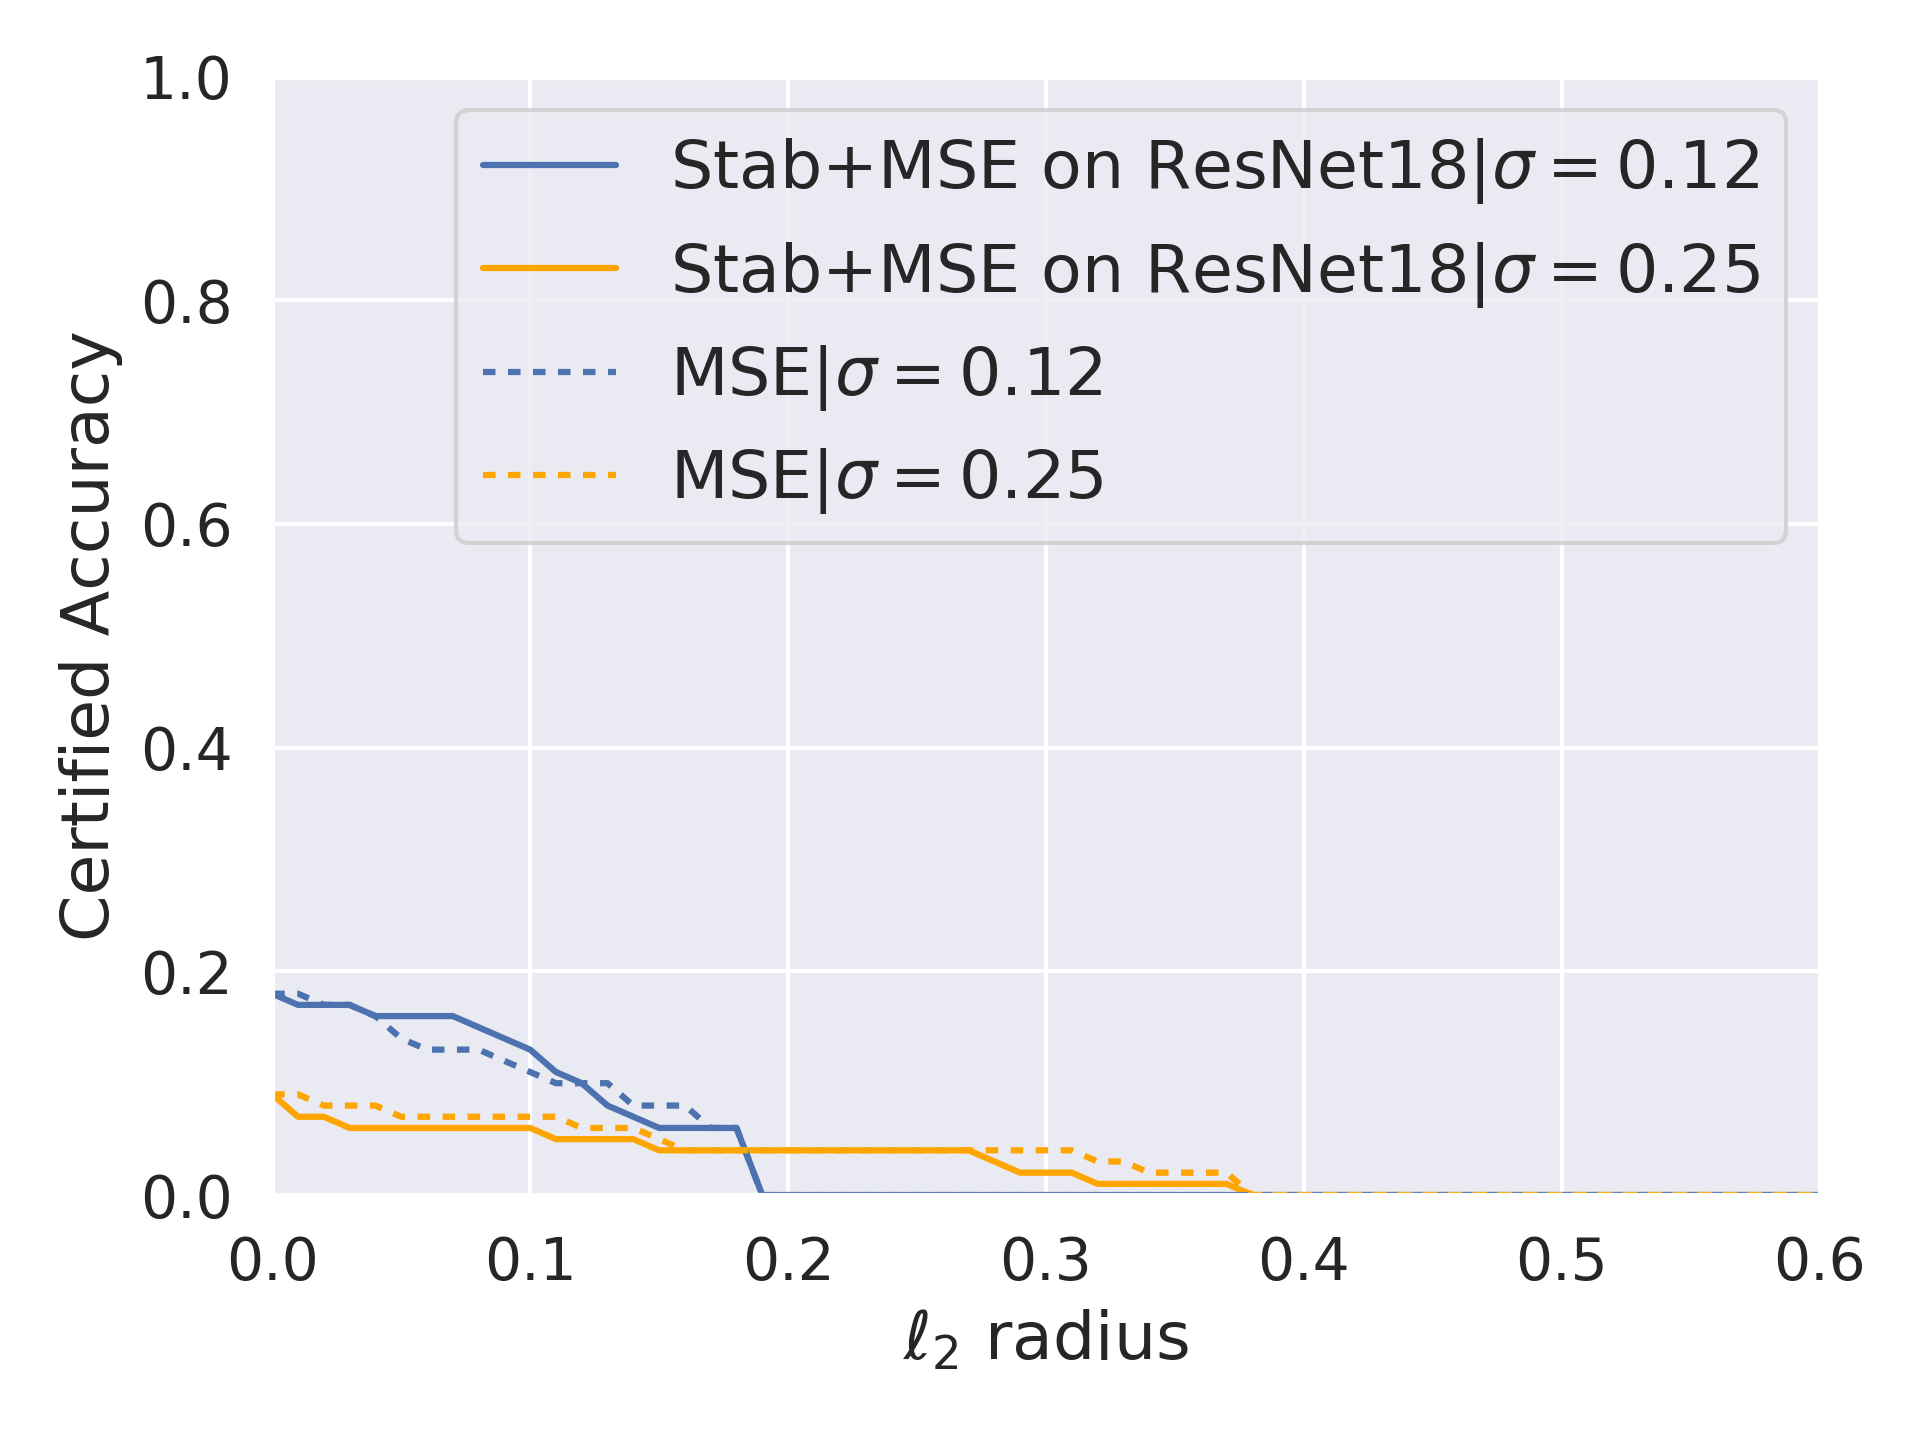 Stab+MSE on ResNet18|σ = 0.12
Stab+MSE on ResNet18|σ = 0.25
MSE|σ = 0.12
MSE|σ = 0.25
Certified Accuracy
1.0
0.8
0.6
0.4
0.2
0.0
0.0 0.1 0.2 0.3 0.4 0.5 0.6
ℓ₂ radius